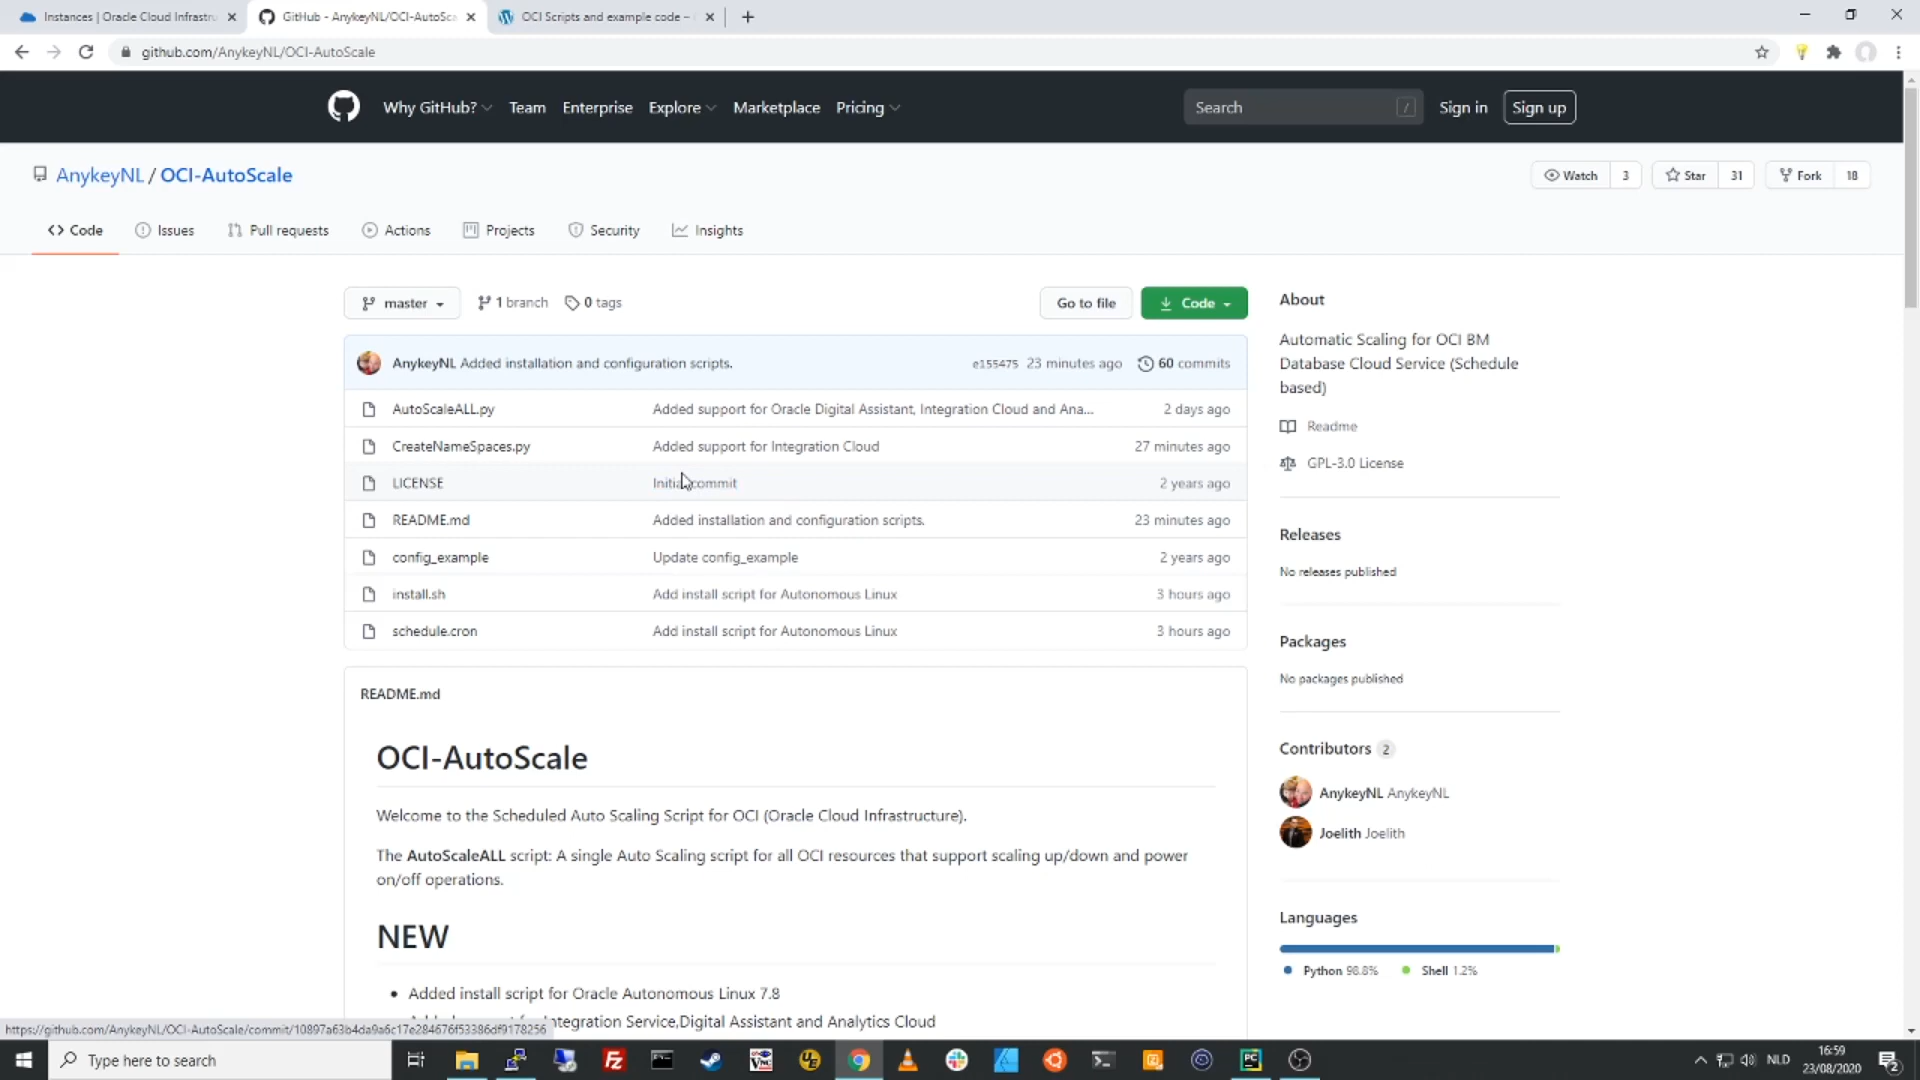 Instances | Oracle Cloud Infrastru
GitHub - AnykeyNL/OCI-AutoSca
OCI Scripts and example code –
github.com/AnykeyNL/OCI-AutoScale
Why GitHub? Team Enterprise Explore Marketplace Pricing
Search /
Sign in Sign up
AnykeyNL / OCI-AutoScale
Watch 3 Star 31 Fork 18
Code Issues Pull requests Actions Projects Security Insights
master 1 branch 0 tags Go to file Code
AnykeyNL Added installation and configuration scripts. e155475 23 minutes ago 60 commits
AutoScaleALL.py Added support for Oracle Digital Assistant, Integration Cloud and Ana... 2 days ago
CreateNameSpaces.py Added support for Integration Cloud 27 minutes ago
LICENSE Initial commit 2 years ago
README.md Added installation and configuration scripts. 23 minutes ago
config_example Update config_example 2 years ago
install.sh Add install script for Autonomous Linux 3 hours ago
schedule.cron Add install script for Autonomous Linux 3 hours ago
README.md
OCI-AutoScale
Welcome to the Scheduled Auto Scaling Script for OCI (Oracle Cloud Infrastructure).
The AutoScaleALL script: A single Auto Scaling script for all OCI resources that support scaling up/down and power
on/off operations.
NEW
Added install script for Oracle Autonomous Linux 7.8
Integration Service,Digital Assistant and Analytics Cloud
About
Automatic Scaling for OCI BM
Database Cloud Service (Schedule
based)
Readme
GPL-3.0 License
Releases
No releases published
Packages
No packages published
Contributors 2
AnykeyNL AnykeyNL
Joelith Joelith
Languages
Python 98.8% Shell 1.2%
https://github.com/AnykeyNL/OCI-AutoScale/commit/10897a63b4da9a6c17e284676f53386df9178256
Type here to search
NLD
16:59
23/08/2020
2